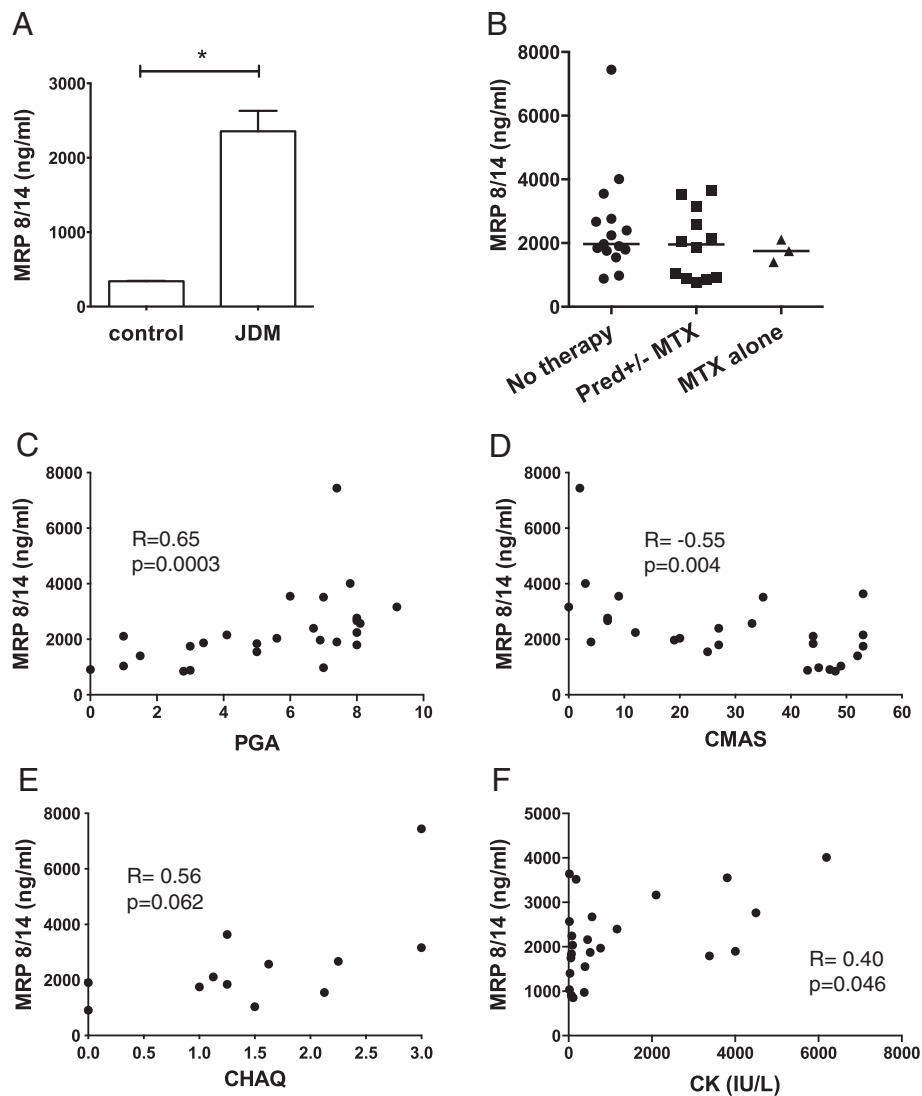 A
MRP 8/14 (ng/ml)
3000
2000
1000
0
*
control JDM
B
MRP 8/14 (ng/ml)
8000
6000
4000
2000
0
No therapy
Pred+/- MTX
MTX alone
C
MRP 8/14 (ng/ml)
8000
6000
4000
2000
0
R=0.65
p=0.0003
0 2 4 6 8 10
PGA
D
MRP 8/14 (ng/ml)
8000
6000
4000
2000
0
R= -0.55
p=0.004
0 10 20 30 40 50 60
CMAS
E
MRP 8/14 (ng/ml)
8000
6000
4000
2000
0
R= 0.56
p=0.062
0.0 0.5 1.0 1.5 2.0 2.5 3.0
CHAQ
F
MRP 8/14 (ng/ml)
5000
4000
3000
2000
1000
0
R= 0.40
p=0.046
0 2000 4000 6000 8000
CK (IU/L)